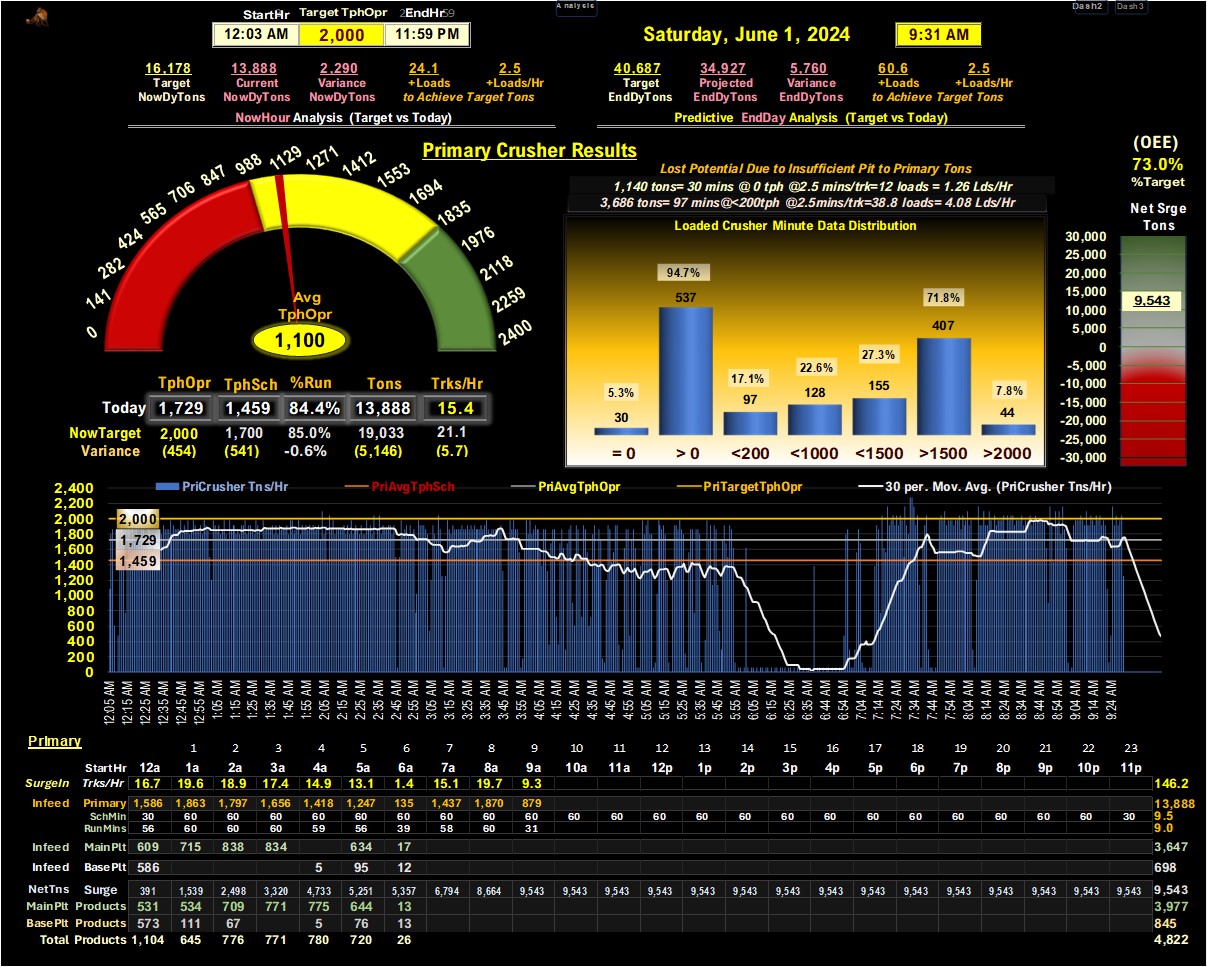 StartHr Target TphOpr EndHr
12:03 AM 2,000 11:59 PM
Analysis
Saturday, June 1, 2024 9:31 AM
Dash2 Dash3
16,178 13,888 2,290 24.1 2.5
Target Current Variance +Loads +Loads/Hr
NowDyTons NowDyTons NowDyTons to Achieve Target Tons
NowHour Analysis (Target vs Today)
40,687 34,927 5,760 60.6 2.5
Target Projected Variance +Loads +Loads/Hr
EndDyTons EndDyTons EndDyTons to Achieve Target Tons
Predictive EndDay Analysis (Target vs Today)
Primary Crusher Results
0 141 282 424 565 706 847 988 1129 1271 1412 1553 1694 1835 1976 2118 2259 2400
Avg
TphOpr
1,100
TphOpr TphSch %Run Tons Trks/Hr
Today 1,729 1,459 84.4% 13,888 15.4
NowTarget 2,000 1,700 85.0% 19,033 21.1
Variance (454) (541) -0.6% (5,146) (5.7)
Lost Potential Due to Insufficient Pit to Primary Tons
1,140 tons= 30 mins @ 0 tph @2.5 mins/trk=12 loads = 1.26 Lds/Hr
3,686 tons= 97 mins@<200tph @2.5mins/trk=38.8 loads= 4.08 Lds/Hr
Loaded Crusher Minute Data Distribution
5.3% 94.7% 17.1% 22.6% 27.3% 71.8% 7.8%
30 537 97 128 155 407 44
= 0 > 0 <200 <1000 <1500 >1500 >2000
(OEE)
73.0%
%Target
Net Srge
Tons
30,000
25,000
20,000
15,000
9,543
10,000
5,000
0
-5,000
-10,000
-15,000
-20,000
-25,000
-30,000
PriCrusher Tns/Hr PriAvgTphSch PriAvgTphOpr PriTargetTphOpr 30 per. Mov. Avg. (PriCrusher Tns/Hr)
2,400
2,200
2,000
1,800
1,600
1,400
1,200
1,000
800
600
400
200
0
2,000
1,729
1,459
12:05 AM 12:15 AM 12:25 AM 12:35 AM 12:45 AM 12:55 AM 1:05 AM 1:15 AM 1:25 AM 1:35 AM 1:45 AM 1:55 AM 2:05 AM 2:15 AM 2:25 AM 2:35 AM 2:45 AM 2:55 AM 3:05 AM 3:15 AM 3:25 AM 3:35 AM 3:45 AM 3:55 AM 4:05 AM 4:15 AM 4:25 AM 4:35 AM 4:45 AM 4:55 AM 5:05 AM 5:15 AM 5:25 AM 5:35 AM 5:45 AM 5:55 AM 6:05 AM 6:15 AM 6:25 AM 6:35 AM 6:44 AM 6:54 AM 7:04 AM 7:14 AM 7:24 AM 7:34 AM 7:44 AM 7:54 AM 8:04 AM 8:14 AM 8:24 AM 8:34 AM 8:44 AM 8:54 AM 9:04 AM 9:14 AM 9:24 AM
Primary
1 2 3 4 5 6 7 8 9 10 11 12 13 14 15 16 17 18 19 20 21 22 23
StartHr 12a 1a 2a 3a 4a 5a 6a 7a 8a 9a 10a 11a 12p 1p 2p 3p 4p 5p 6p 7p 8p 9p 10p 11p
SurgeIn Trks/Hr 16.7 19.6 18.9 17.4 14.9 13.1 1.4 15.1 19.7 9.3 146.2
Infeed Primary 1,586 1,863 1,797 1,656 1,418 1,247 135 1,437 1,870 879 13,888
SchMin 30 60 60 60 60 60 60 60 60 60 60 60 60 60 60 60 60 60 60 60 60 60 60 30 9.5
RunMins 56 60 60 60 59 56 39 58 60 31 9.0
Infeed MainPlt 609 715 838 834 634 17 3,647
Infeed BasePlt 586 5 95 12 698
NetTns Surge 391 1,539 2,498 3,320 4,733 5,251 5,357 6,794 8,664 9,543 9,543 9,543 9,543 9,543 9,543 9,543 9,543 9,543 9,543 9,543 9,543 9,543 9,543 9,543 9,543
MainPlt Products 531 534 709 771 775 644 13 3,977
BasePlt Products 573 111 67 5 76 13 845
Total Products 1,104 645 776 771 780 720 26 4,822